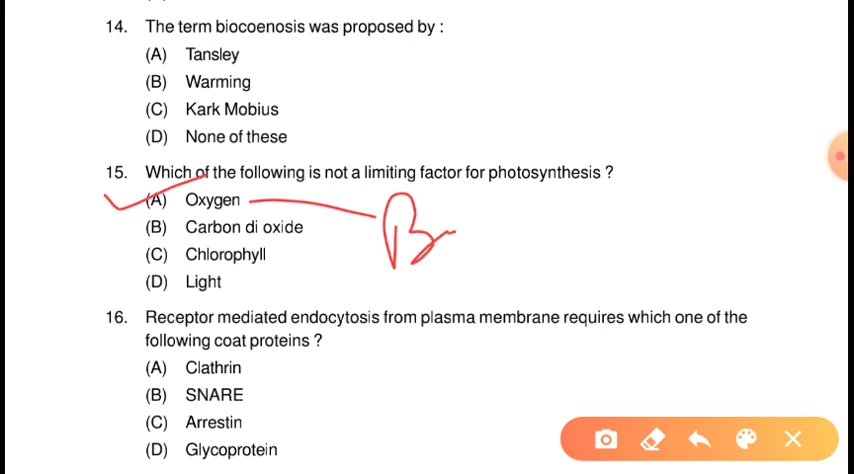 14. The term biocoenosis was proposed by :
(A) Tansley
(B) Warming
(C) Kark Mobius
(D) None of these
15. Which of the following is not a limiting factor for photosynthesis ?
(A) Oxygen
(B) Carbon di oxide
(C) Chlorophyll
(D) Light
16. Receptor mediated endocytosis from plasma membrane requires which one of the
following coat proteins ?
(A) Clathrin
(B) SNARE
(C) Arrestin
(D) Glycoprotein